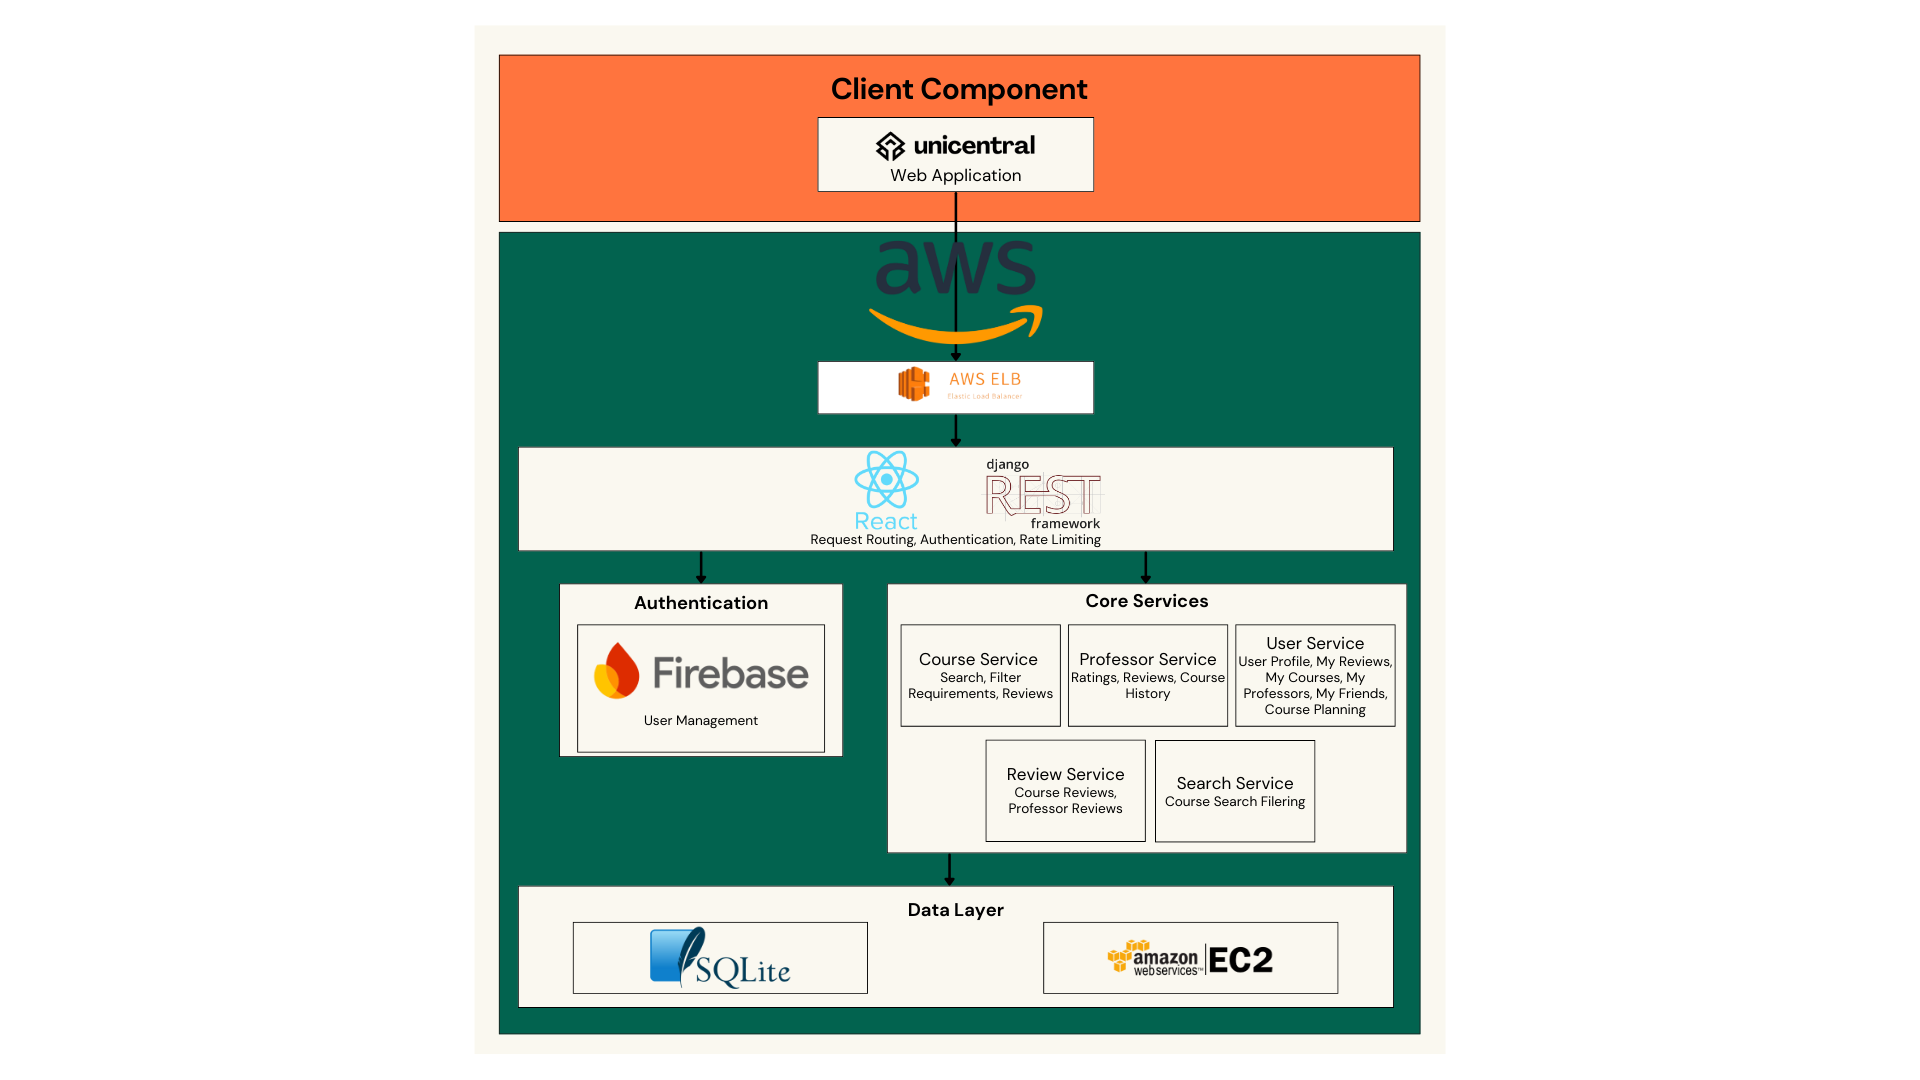 Client Component
unicentral
Web Application
aws
AWS ELB
Elastic Load Balancer
React
django
REST
framework
Request Routing, Authentication, Rate Limiting
Authentication
Firebase
User Management
Core Services
Course Service
Search, Filter
Requirements, Reviews
Professor Service
Ratings, Reviews, Course
History
User Service
User Profile, My Reviews,
My Courses, My
Professors, My Friends,
Course Planning
Review Service
Course Reviews,
Professor Reviews
Search Service
Course Search Filering
Data Layer
SQLite
amazon
webservices™
EC2